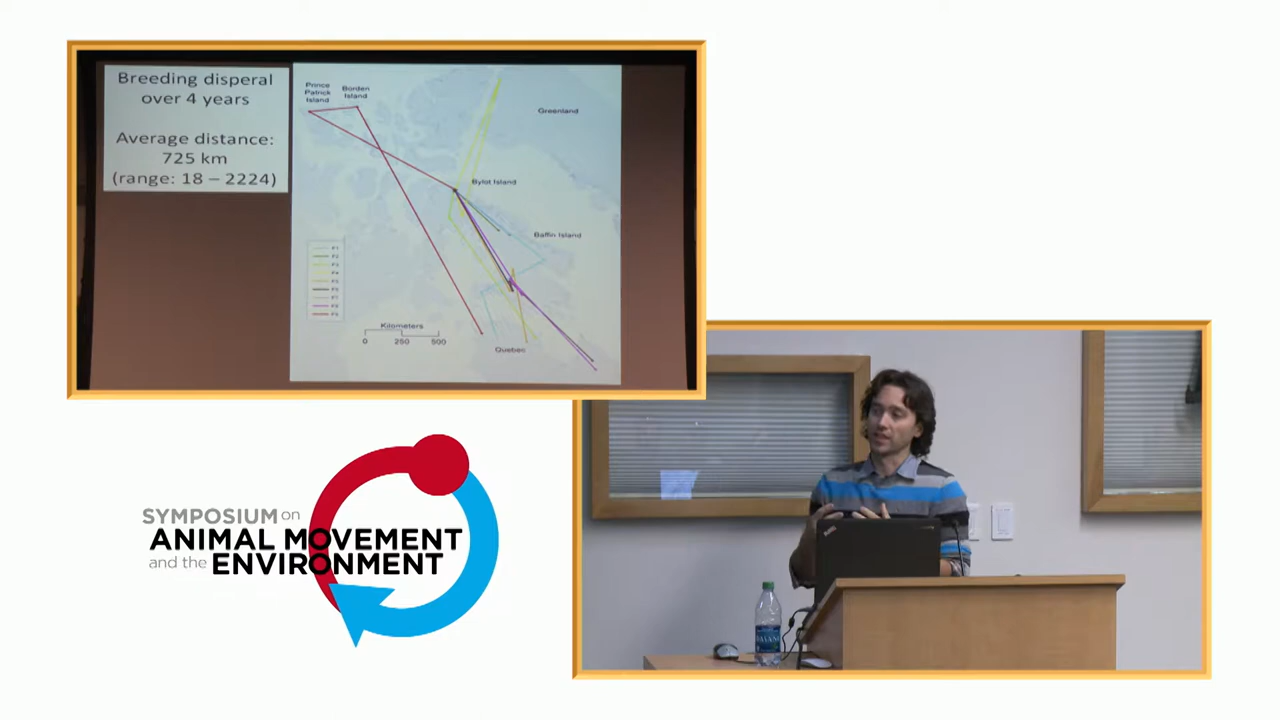 Breeding disperal
over 4 years
Average distance:
725 km
(range: 18 – 2224)
Prince
Patrick
Island
Borden
Island
Greenland
Bylot Island
Baffin Island
Kilometers
0 250 500
Quebec
SYMPOSIUM on
ANIMAL MOVEMENT
and the ENVIRONMENT